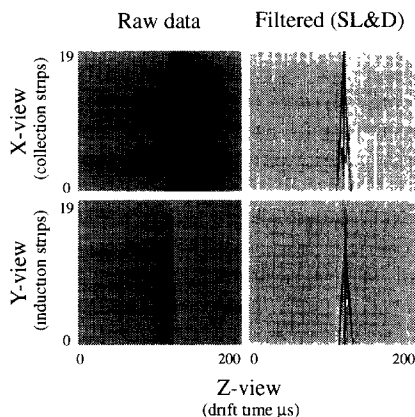 Raw data Filtered (SL&D)
19
X-view
(collection strips)
0
19
Y-view
(induction strips)
0
0 200 0 200
Z-view
(drift time µs)